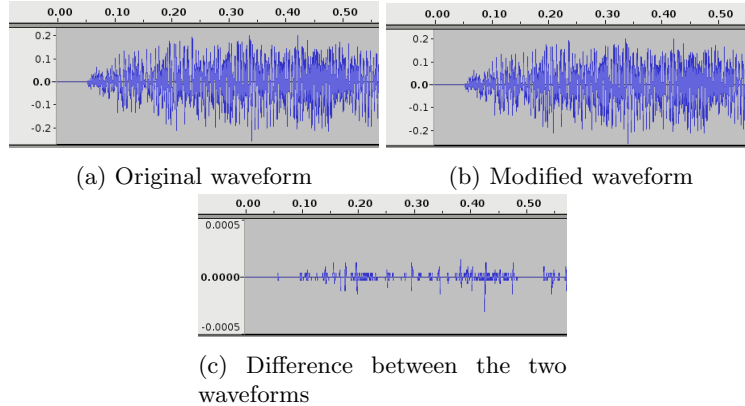 0.00 0.10 0.20 0.30 0.40 0.50
0.2
0.1
0.0
-0.1
-0.2
(a) Original waveform
0.00 0.10 0.20 0.30 0.40 0.50
0.2
0.1
0.0
-0.1
-0.2
(b) Modified waveform
0.00 0.10 0.20 0.30 0.40 0.50
0.0005
0.0000
-0.0005
(c) Difference between the two
waveforms